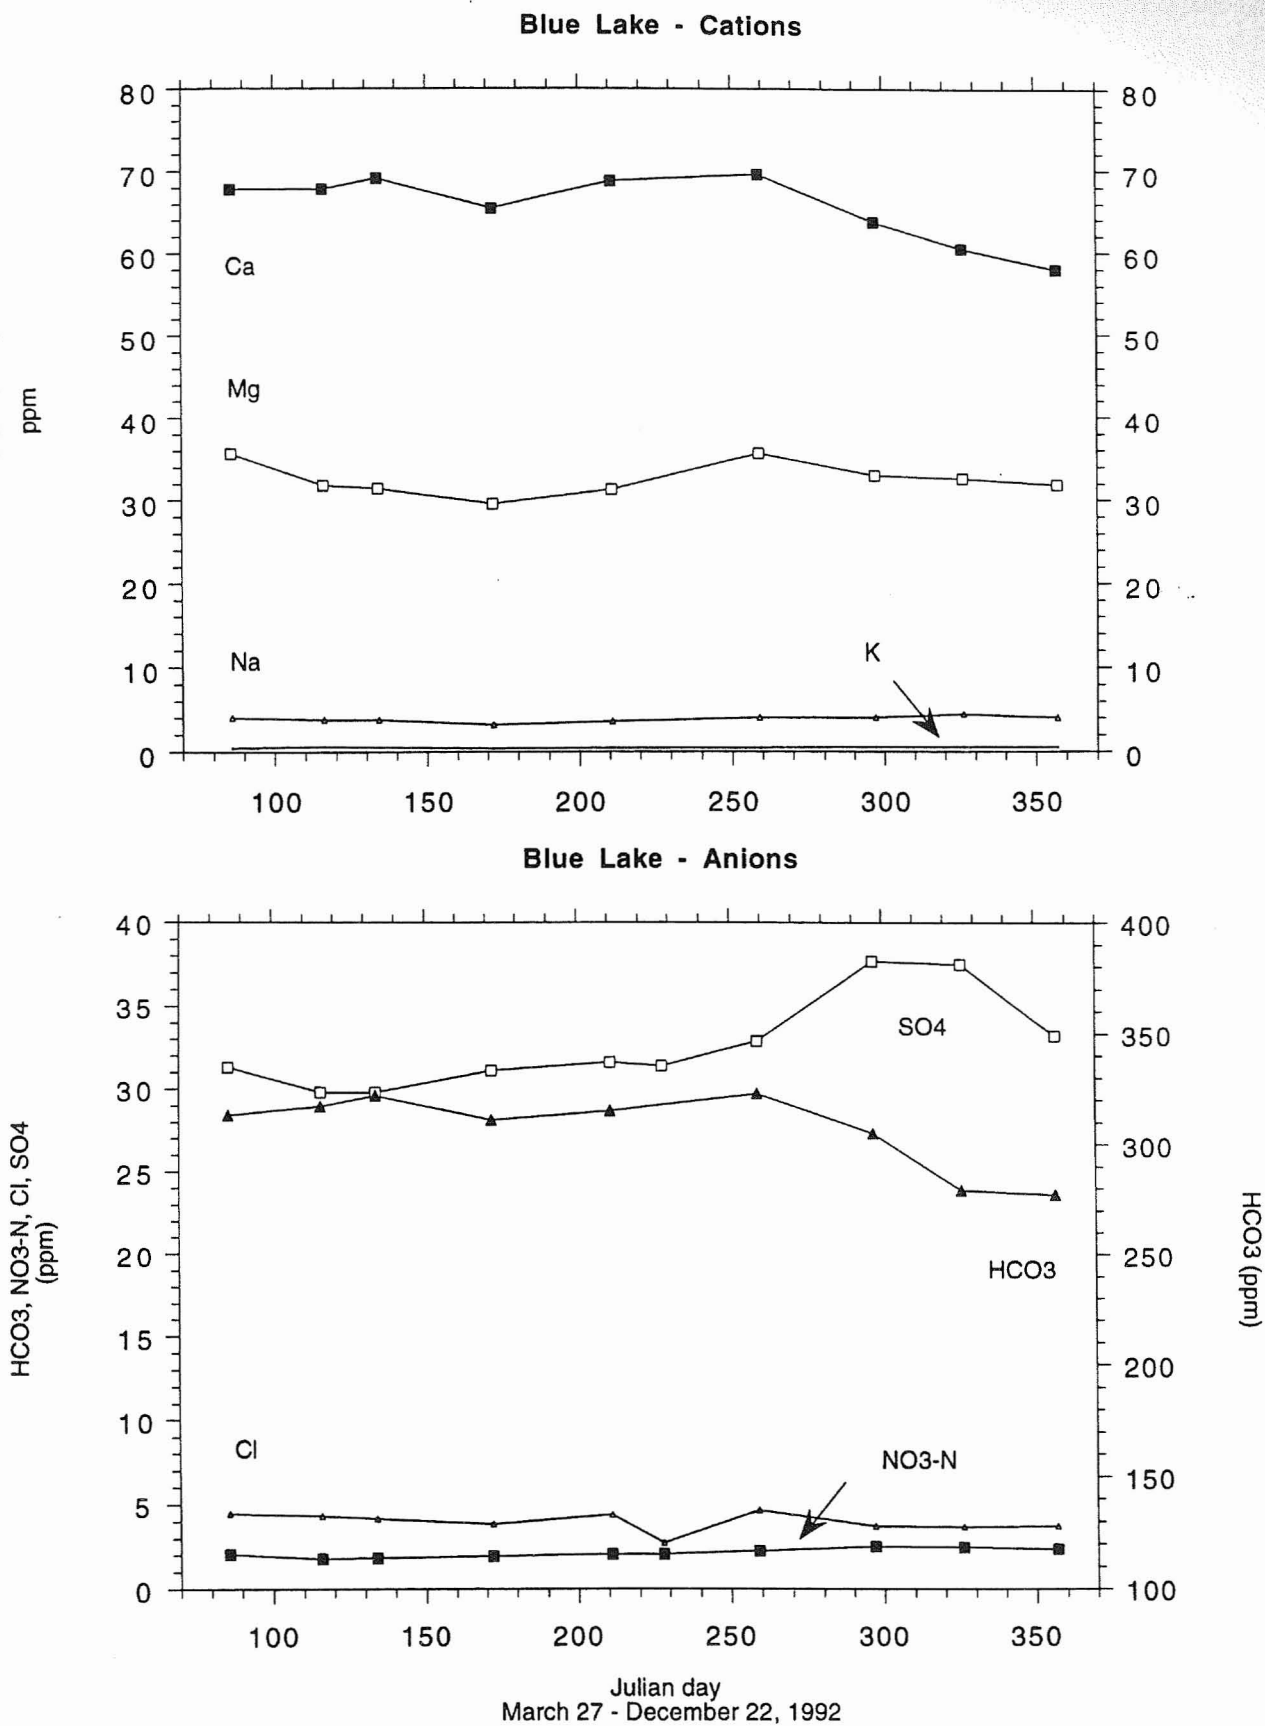 Blue Lake - Cations
80 80
70 70
60 60
Ca
50 50
Mg
ppm
40 40
30 30
20 20
Na K
10 10
0 0
100 150 200 250 300 350
Blue Lake - Anions
40 400
35 SO4 350
30 300
25
HCO3, NO3-N, Cl, SO4
(ppm)
20 250
HCO3
HCO3 (ppm)
15 200
10
Cl NO3-N
150
5
0 100
100 150 200 250 300 350
Julian day
March 27 - December 22, 1992